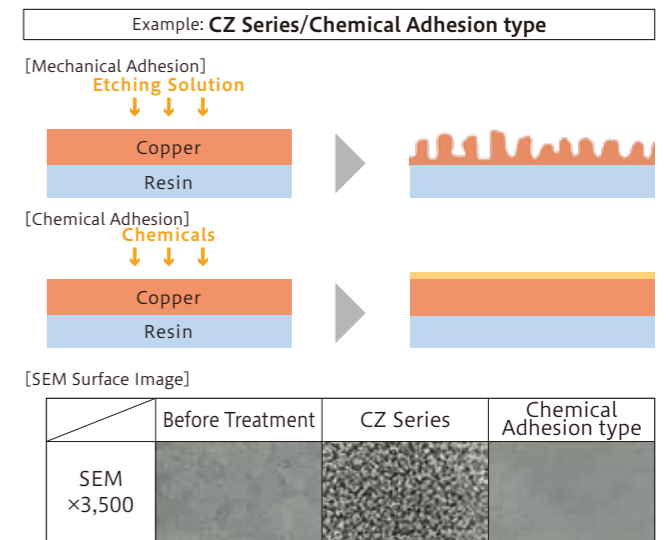 Example: CZ Series/Chemical Adhesion type
[Mechanical Adhesion]
Etching Solution
Copper
Resin
[Chemical Adhesion]
Chemicals
Copper
Resin
[SEM Surface Image]
Before Treatment
CZ Series
Chemical
Adhesion type
SEM
×3,500